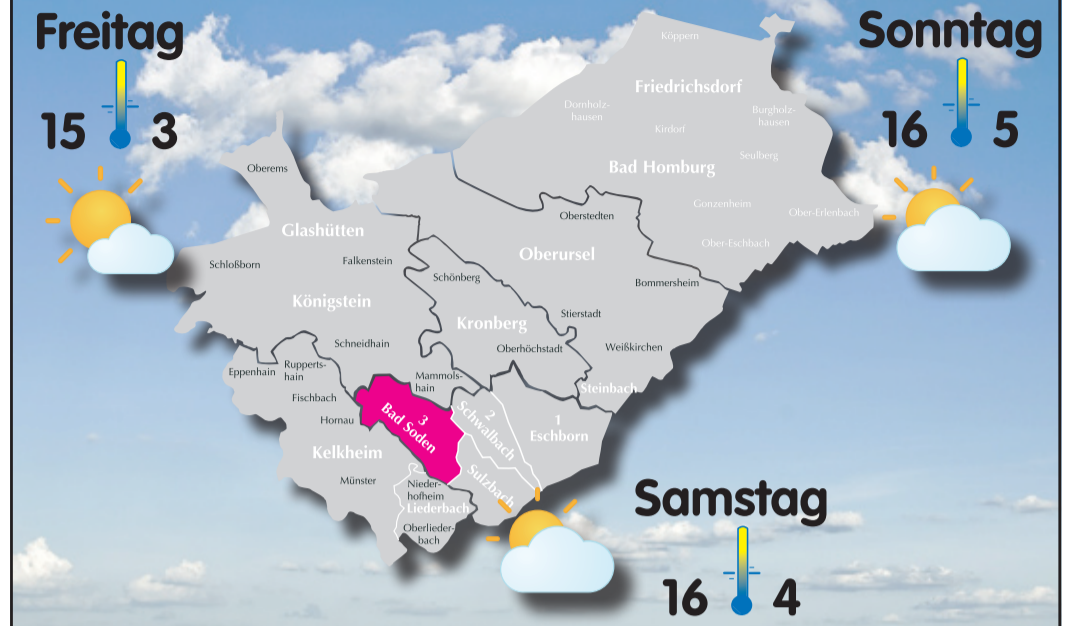 Freitag
15 3
Sonntag
16 5
Köppern
Friedrichsdorf
Dornholz-
hausen
Burgholz-
hausen
Kirdorf
Seulberg
Bad Homburg
Oberems
Gonzenheim
Ober-Erlenbach
Oberstedten
Glashütten
Ober-Eschbach
Oberursel
Schloßborn
Falkenstein
Schönberg
Bommersheim
Königstein
Stierstadt
Kronberg
Schneidhain
Oberhöchstadt
Weißkirchen
Eppenhain
Rupperts-
hain
Mammols-
hain
Steinbach
Fischbach
3
Bad Soden
2
Schwalbach
1
Eschborn
Hornau
Kelkheim
Münster
Sulzbach
Nieder-
hofheim
Liederbach
Oberlieder-
bach
Samstag
16 4